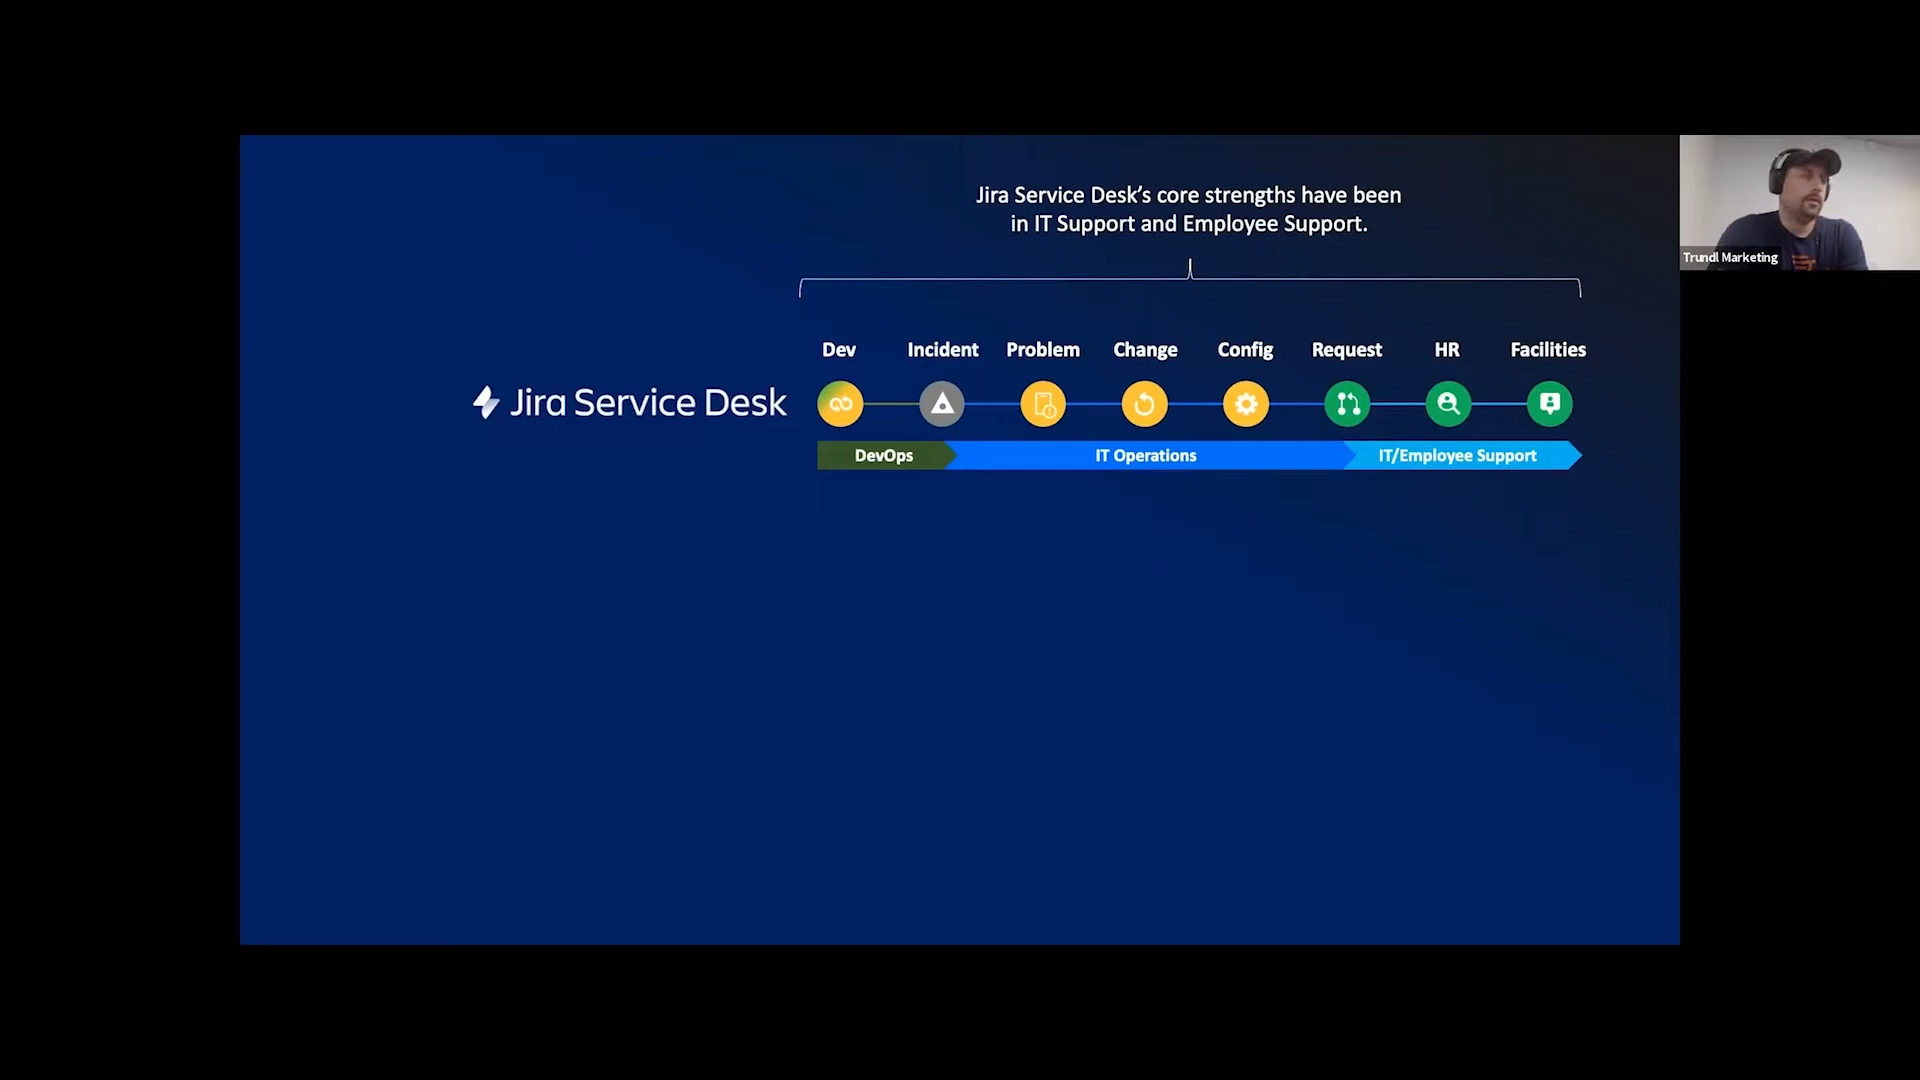 Jira Service Desk's core strengths have been
in IT Support and Employee Support.
Trundl Marketing
Dev Incident Problem Change Config Request HR Facilities
Jira Service Desk
DevOps IT Operations IT/Employee Support